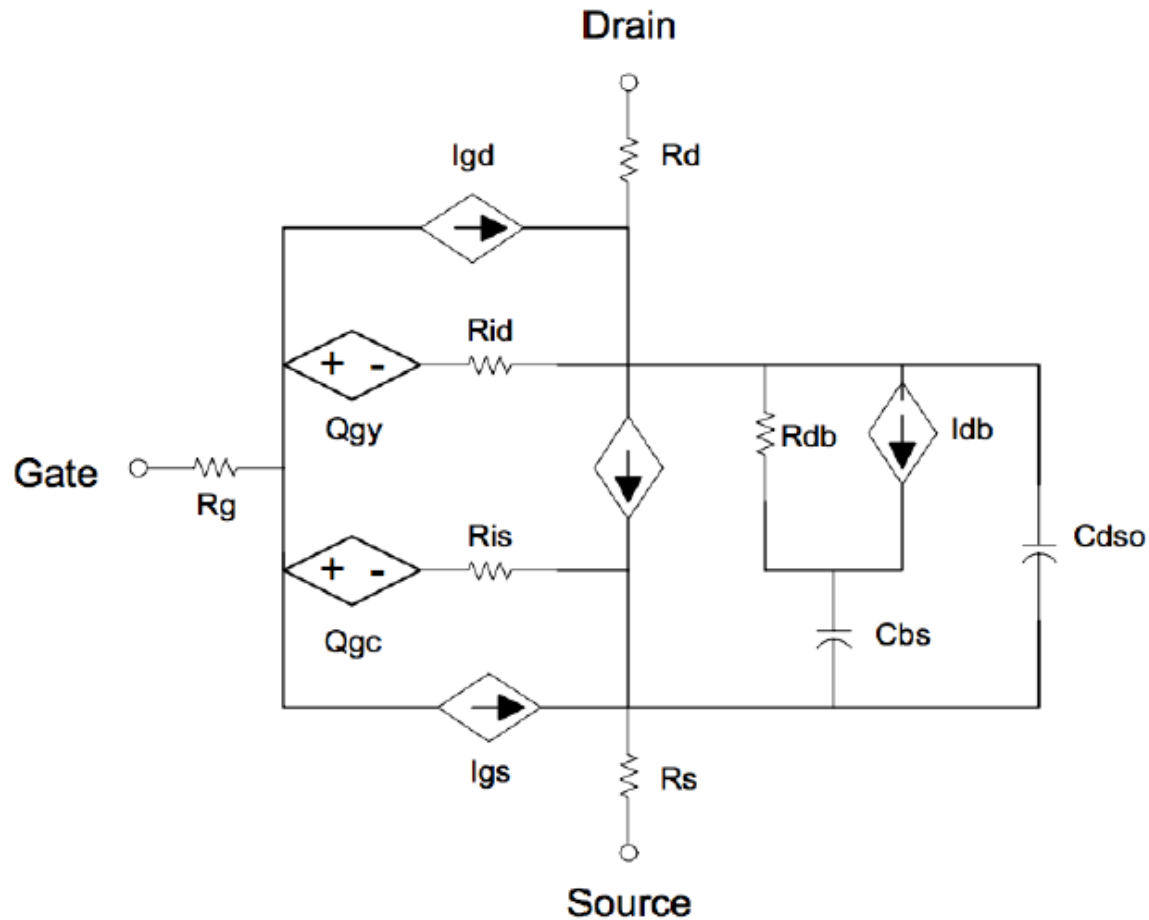 Drain
Rd
Igd
Rid
Qgy
Rdb
Idb
Gate
Rg
Ris
Cdso
Qgc
Cbs
Igs
Rs
Source